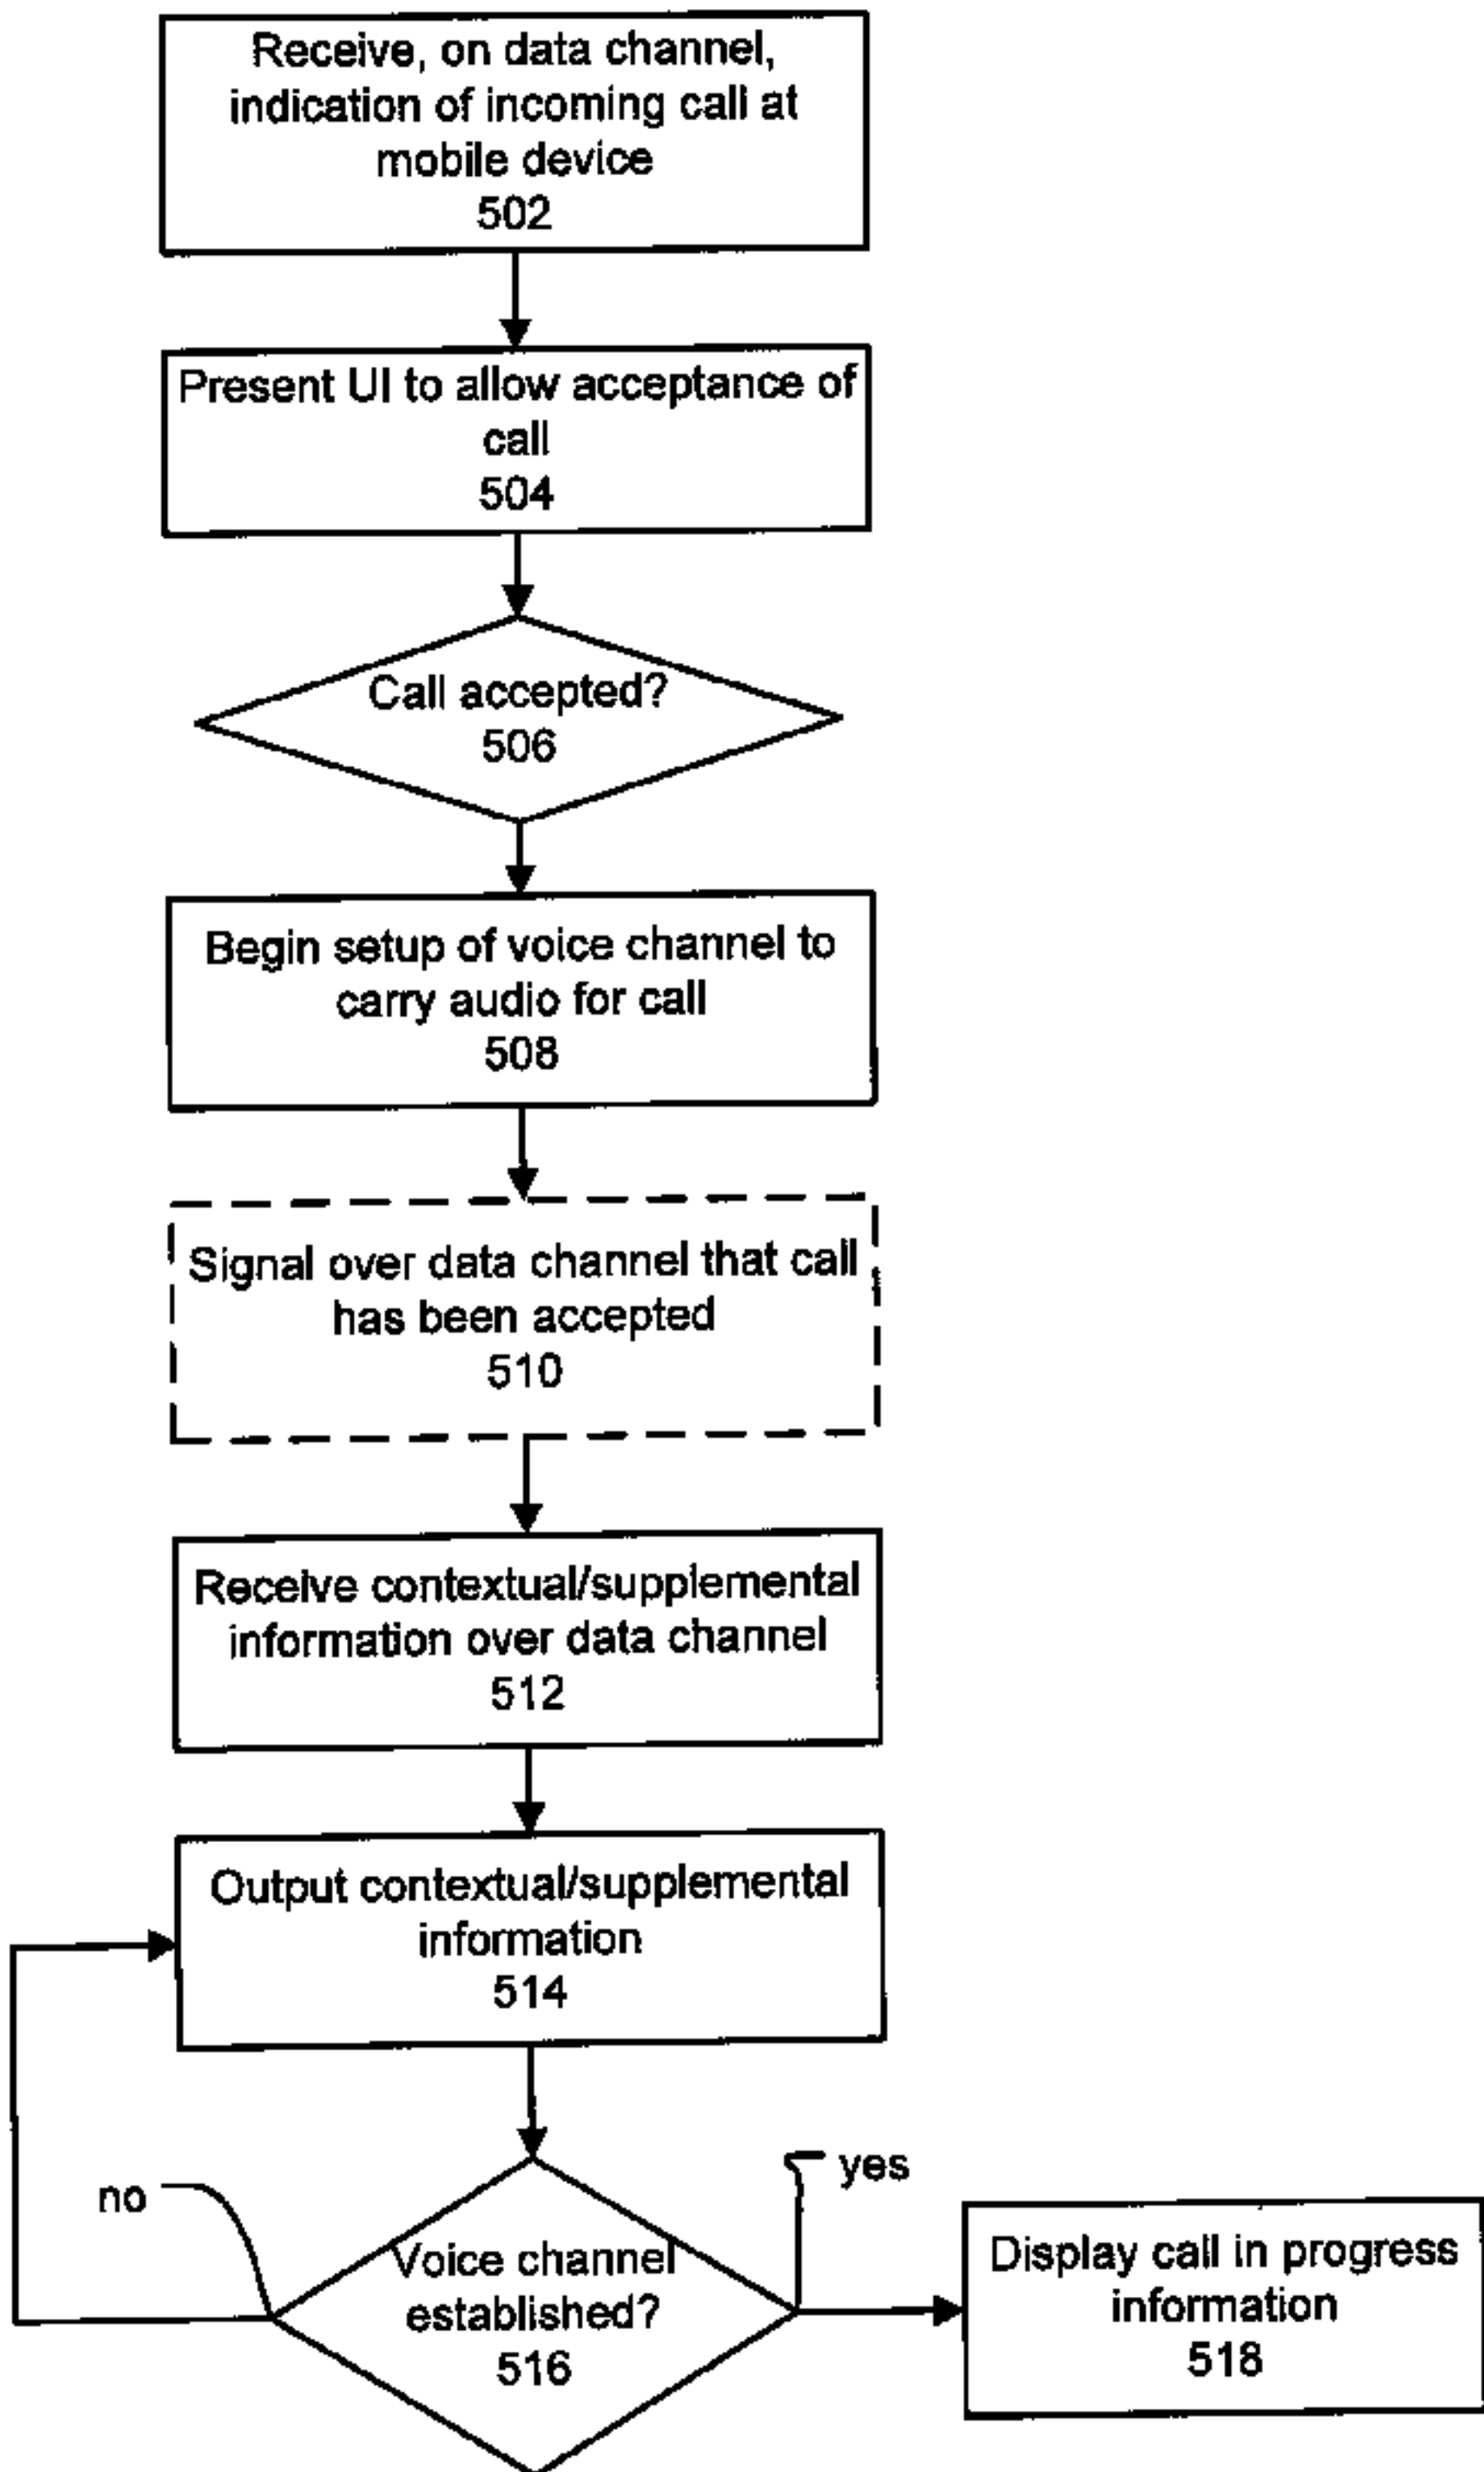 Receive, on data channel,
indication of incoming call at
mobile device
502
Present UI to allow acceptance of
call
504
Call accepted?
506
Begin setup of voice channel to
carry audio for call
508
Signal over data channel that call
has been accepted
510
Receive contextual/supplemental
information over data channel
512
Output contextual/supplemental
information
514
no
yes
Voice channel
established?
516
Display call in progress
information
518